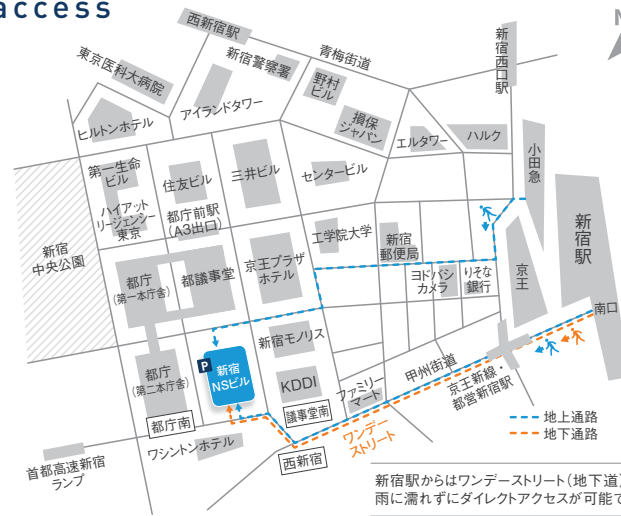 access
N
西新宿駅
新宿警察署
青梅街道
新宿西口駅
東京医科大病院
野村
ビル
アイランドタワー
損保
ジャパン
ヒルトンホテル
エルタワー
ハルク
小田急
第一生命
ビル
住友ビル
三井ビル
センタービル
ハイアット
リージェンシー
東京
都庁前駅
(A3出口)
新宿
中央公園
工学院大学
新宿
郵便局
新宿駅
都庁
(第一本庁舎)
都議事堂
京王プラザ
ホテル
ヨドバシ
カメラ
りそな
銀行
京王
南口
新宿モノリス
P
新宿
NSビル
都庁
(第二本庁舎)
KDDI
ファミリー
マート
甲州街道
京王新線・
都営新宿駅
都庁南
議事堂南
ワンデー
ストリート
地上通路
地下通路
ワシントンホテル
西新宿
首都高速新宿
ランプ
新宿駅からはワンデーストリート(地下道)
雨に濡れずにダイレクトアクセスが可能で